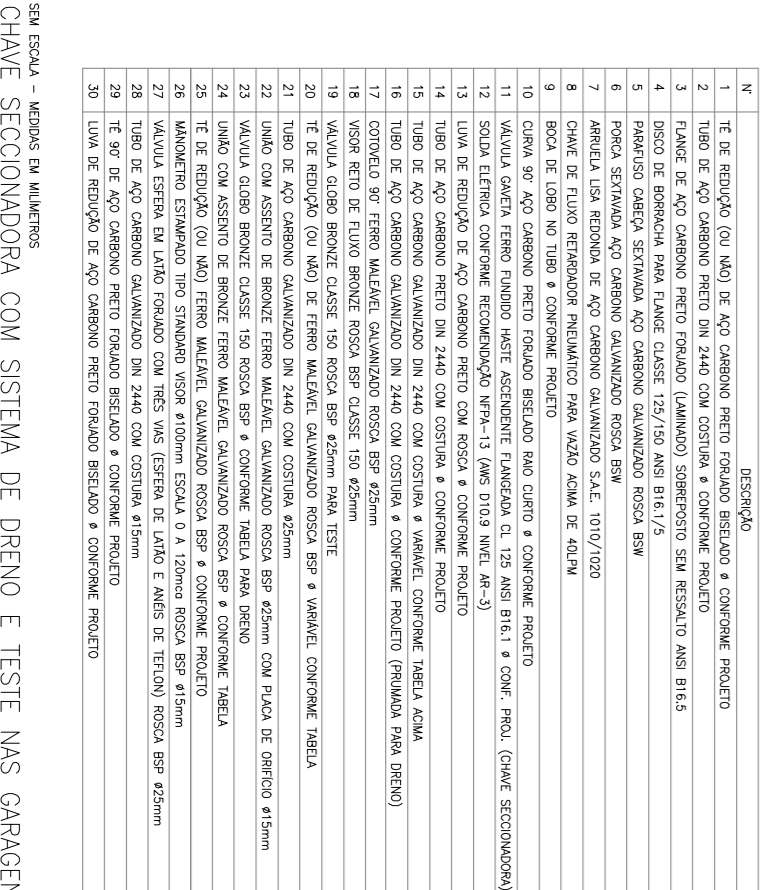 N° DESCRIÇÃO
1 TÊ DE REDUÇÃO (OU NÃO) DE AÇO CARBONO PRETO FORJADO BISELADO ø CONFORME PROJETO
2 TUBO DE AÇO CARBONO PRETO DIN 2440 COM COSTURA ø CONFORME PROJETO
3 FLANGE DE AÇO CARBONO PRETO FORJADO (LAMINADO) SOBREPOSTO SEM RESSALTO ANSI B16.5
4 DISCO DE BORRACHA PARA FLANGE CLASSE 125/150 ANSI B16.1/5
5 PARAFUSO CABEÇA SEXTAVADA AÇO CARBONO GALVANIZADO ROSCA BSW
6 PORCA SEXTAVADA AÇO CARBONO GALVANIZADO ROSCA BSW
7 ARRUELA LISA REDONDA DE AÇO CARBONO GALVANIZADO S.A.E. 1010/1020
8 CHAVE DE FLUXO RETARDADOR PNEUMÁTICO PARA VAZÃO ACIMA DE 40LPM
9 BOCA DE LOBO NO TUBO ø CONFORME PROJETO
10 CURVA 90° AÇO CARBONO PRETO FORJADO BISELADO RAIO CURTO ø CONFORME PROJETO
11 VÁLVULA GAVETA FERRO FUNDIDO HASTE ASCENDENTE FLANGEADA CL 125 ANSI B16.1 ø CONF. PROJ. (CHAVE SECCIONADORA)
12 SOLDA ELÉTRICA CONFORME RECOMENDAÇÃO NFPA-13 (AWS D10.9 NIVEL AR-3)
13 LUVA DE REDUÇÃO DE AÇO CARBONO PRETO COM ROSCA ø CONFORME PROJETO
14 TUBO DE AÇO CARBONO PRETO DIN 2440 COM COSTURA ø CONFORME PROJETO
15 TUBO DE AÇO CARBONO GALVANIZADO DIN 2440 COM COSTURA ø VARIÁVEL CONFORME TABELA ACIMA
16 TUBO DE AÇO CARBONO GALVANIZADO DIN 2440 COM COSTURA ø CONFORME PROJETO (PRUMADA PARA DRENO)
17 COTOVELO 90° FERRO MALEÁVEL GALVANIZADO ROSCA BSP ø25mm
18 VISOR RETO DE FLUXO BRONZE ROSCA BSP CLASSE 150 ø25mm
19 VÁLVULA GLOBO BRONZE CLASSE 150 ROSCA BSP ø25mm PARA TESTE
20 TÊ DE REDUÇÃO (OU NÃO) DE FERRO MALEÁVEL GALVANIZADO ROSCA BSP ø VARIÁVEL CONFORME TABELA
21 TUBO DE AÇO CARBONO GALVANIZADO DIN 2440 COM COSTURA ø25mm
22 UNIÃO COM ASSENTO DE BRONZE FERRO MALEÁVEL GALVANIZADO ROSCA BSP ø25mm COM PLACA DE ORIFÍCIO ø15mm
23 VÁLVULA GLOBO BRONZE CLASSE 150 ROSCA BSP ø CONFORME TABELA PARA DRENO
24 UNIÃO COM ASSENTO DE BRONZE FERRO MALEÁVEL GALVANIZADO ROSCA BSP ø CONFORME TABELA
25 TÊ DE REDUÇÃO (OU NÃO) FERRO MALEÁVEL GALVANIZADO ROSCA BSP ø CONFORME PROJETO
26 MÂNOMETRO ESTAMPADO TIPO STANDARD VISOR ø100mm ESCALA 0 A 120mca ROSCA BSP ø15mm
27 VÁLVULA ESFERA EM LATÃO FORJADO COM TRÊS VIAS (ESFERA DE LATÃO E ANÉIS DE TEFLON) ROSCA BSP ø25mm
28 TUBO DE AÇO CARBONO GALVANIZADO DIN 2440 COM COSTURA ø15mm
29 TÊ 90° DE AÇO CARBONO PRETO FORJADO BISELADO ø CONFORME PROJETO
30 LUVA DE REDUÇÃO DE AÇO CARBONO PRETO FORJADO BISELADO ø CONFORME PROJETO
SEM ESCALA - MEDIDAS EM MILÍMETROS
CHAVE SECCIONADORA COM SISTEMA DE DRENO E TESTE NAS GARAGEN